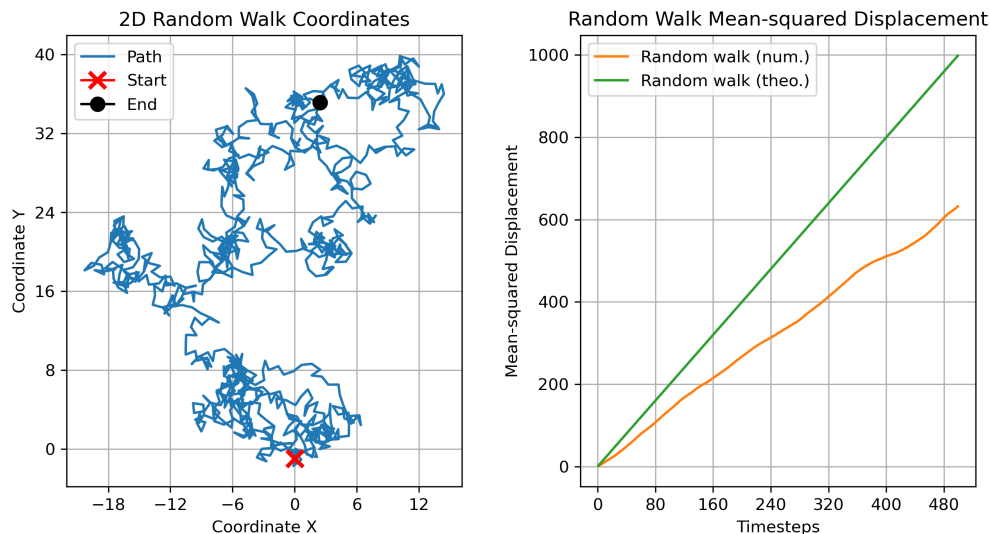 2D Random Walk Coordinates
Path
Start
End
40
32
24
16
8
0
−18
−12
−6
0
6
12
Coordinate X
Coordinate Y
Random Walk Mean-squared Displacement
Random walk (num.)
Random walk (theo.)
1000
800
600
400
200
0
0
80
160
240
320
400
480
Timesteps
Mean-squared Displacement